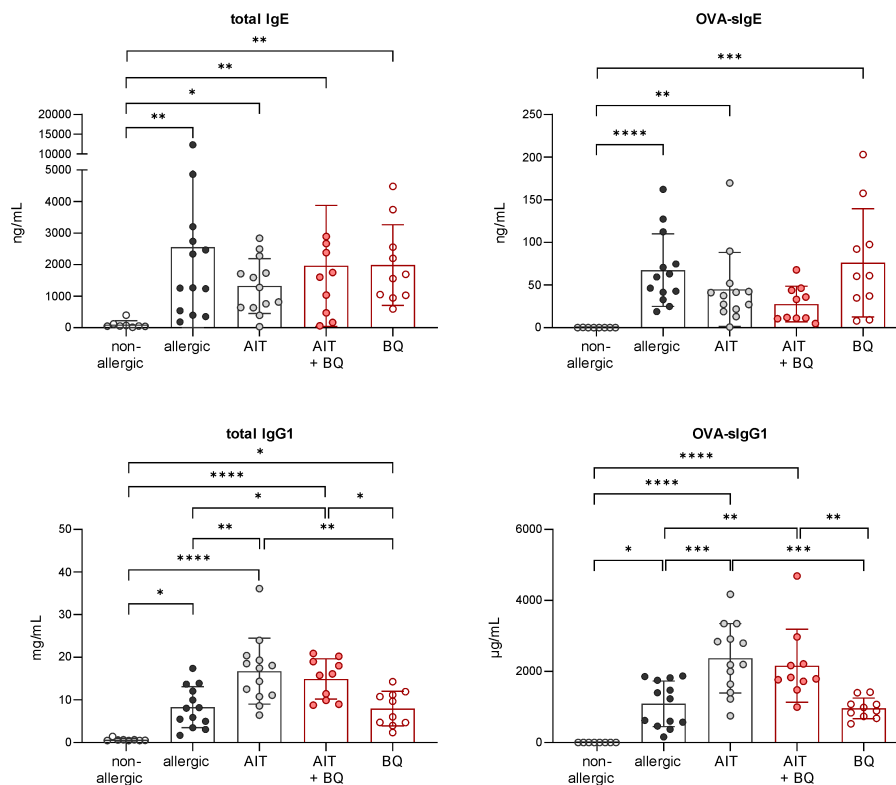 total IgE
**
**
*
**
ng/mL
20000
15000
10000
5000
4000
3000
2000
1000
0
non-allergic
allergic
AIT
AIT + BQ
BQ
OVA-sIgE
***
**
****
ng/mL
250
200
150
100
50
0
non-allergic
allergic
AIT
AIT + BQ
BQ
total IgG1
*
****
*
*
**
**
****
*
mg/mL
50
40
30
20
10
0
non-allergic
allergic
AIT
AIT + BQ
BQ
OVA-sIgG1
****
****
**
**
*
***
***
µg/mL
6000
4000
2000
0
non-allergic
allergic
AIT
AIT + BQ
BQ